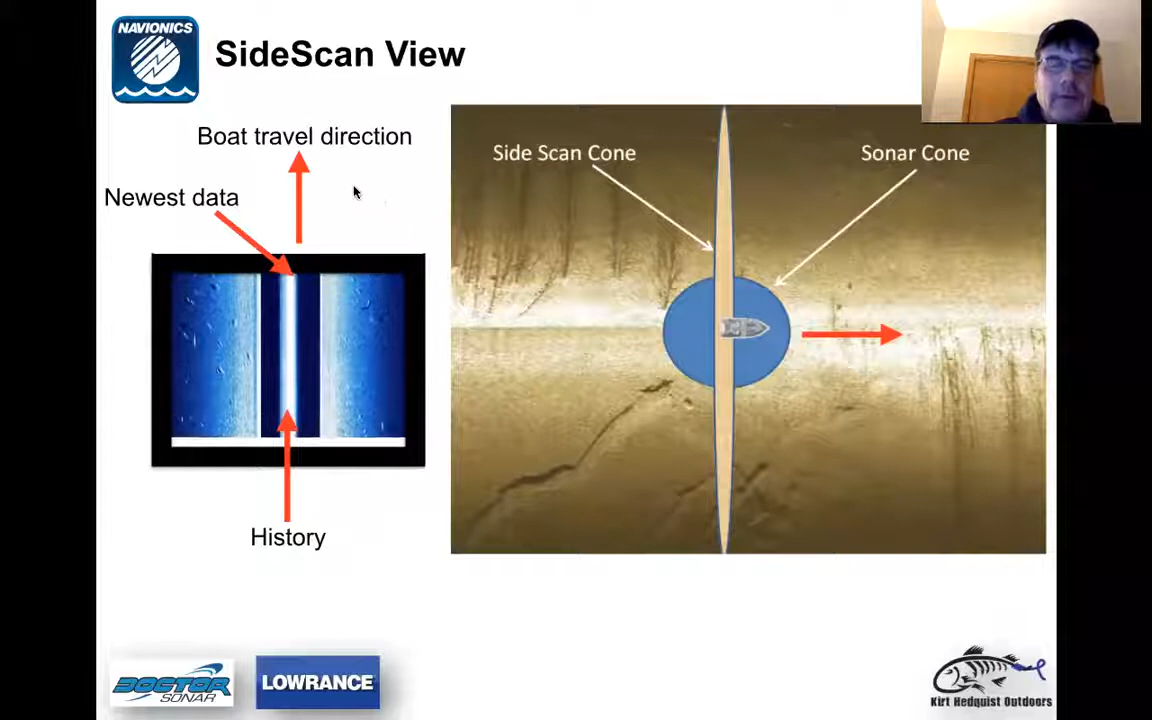 NAVIONICS
SideScan View
Boat travel direction
Newest data
Side Scan Cone
Sonar Cone
History
DOCTOR
SONAR
LOWRANCE
Kirt Hedquist Outdoors